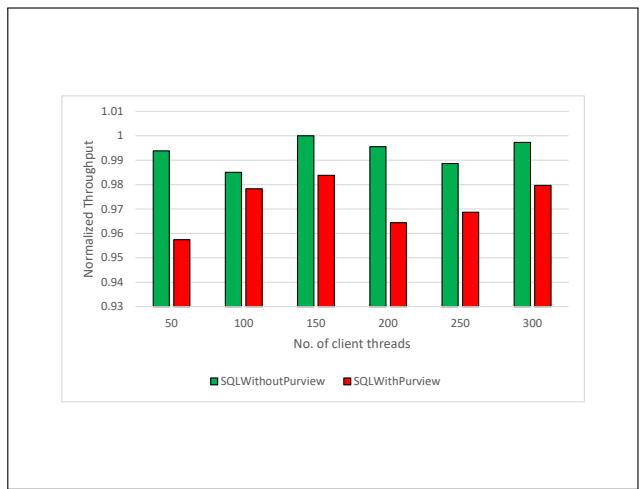 1.01
1
0.99
0.98
0.97
0.96
0.95
0.94
0.93
Normalized Throughput
50 100 150 200 250 300
No. of client threads
SQLWithoutPurview SQLWithPurview